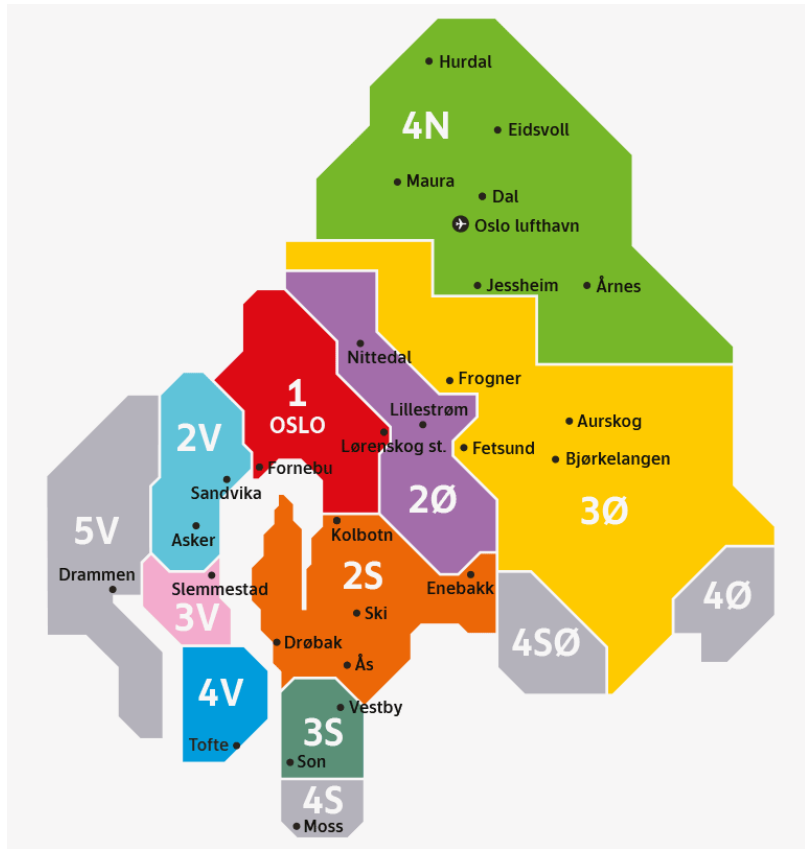 Hurdal
4N
Eidsvoll
Maura
Dal
Oslo lufthavn
Jessheim
Årnes
Nittedal
Frogner
1
OSLO
Lillestrøm
Aurskog
2V
Lørenskog st.
Fetsund
Bjørkelangen
Fornebu
Sandvika
2Ø
3Ø
5V
Asker
Kolbotn
Drammen
Slemmestad
2S
Enebakk
3V
Ski
4Ø
Drøbak
4SØ
Ås
4V
Vestby
3S
Tofte
Son
4S
Moss